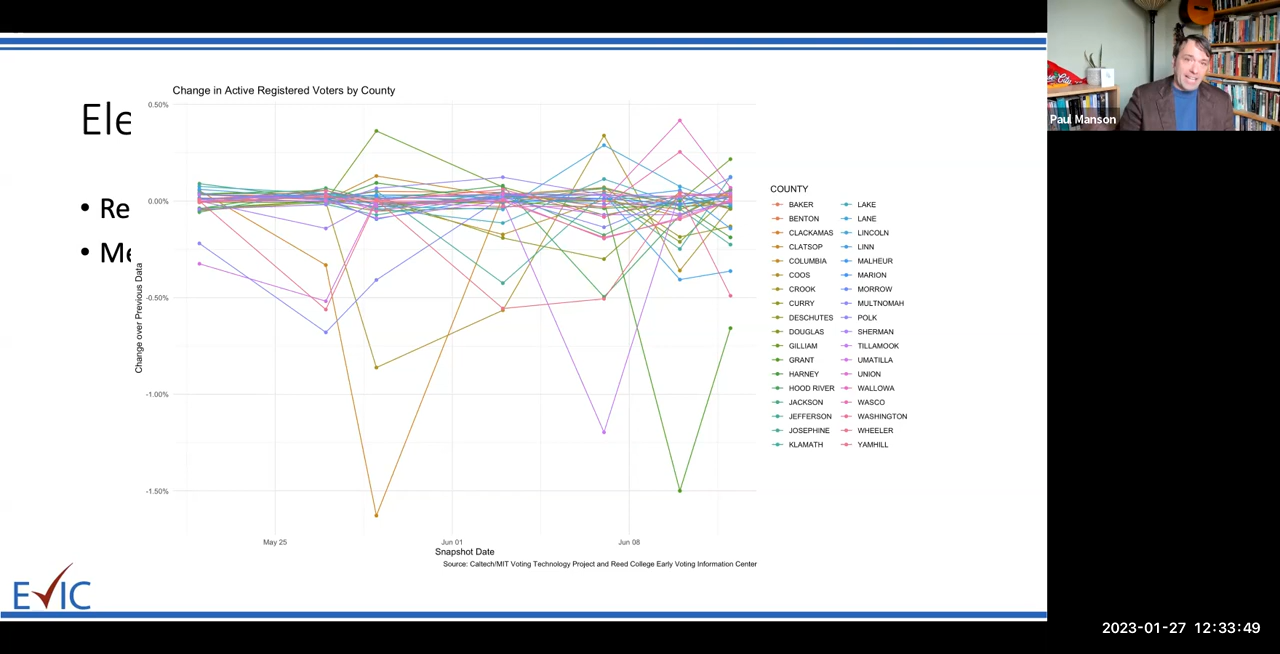 Change in Active Registered Voters by County
Ele
• Re
• Me
0.50%
0.00%
-0.50%
-1.00%
-1.50%
Change over Previous Data
May 25
Jun 01
Jun 08
Snapshot Date
Source: Caltech/MIT Voting Technology Project and Reed College Early Voting Information Center
COUNTY
BAKER
BENTON
CLACKAMAS
CLATSOP
COLUMBIA
COOS
CROOK
CURRY
DESCHUTES
DOUGLAS
GILLIAM
GRANT
HARNEY
HOOD RIVER
JACKSON
JEFFERSON
JOSEPHINE
KLAMATH
LAKE
LANE
LINCOLN
LINN
MALHEUR
MARION
MORROW
MULTNOMAH
POLK
SHERMAN
TILLAMOOK
UMATILLA
UNION
WALLOWA
WASCO
WASHINGTON
WHEELER
YAMHILL
EVIC
Paul Manson
2023-01-27 12:33:49